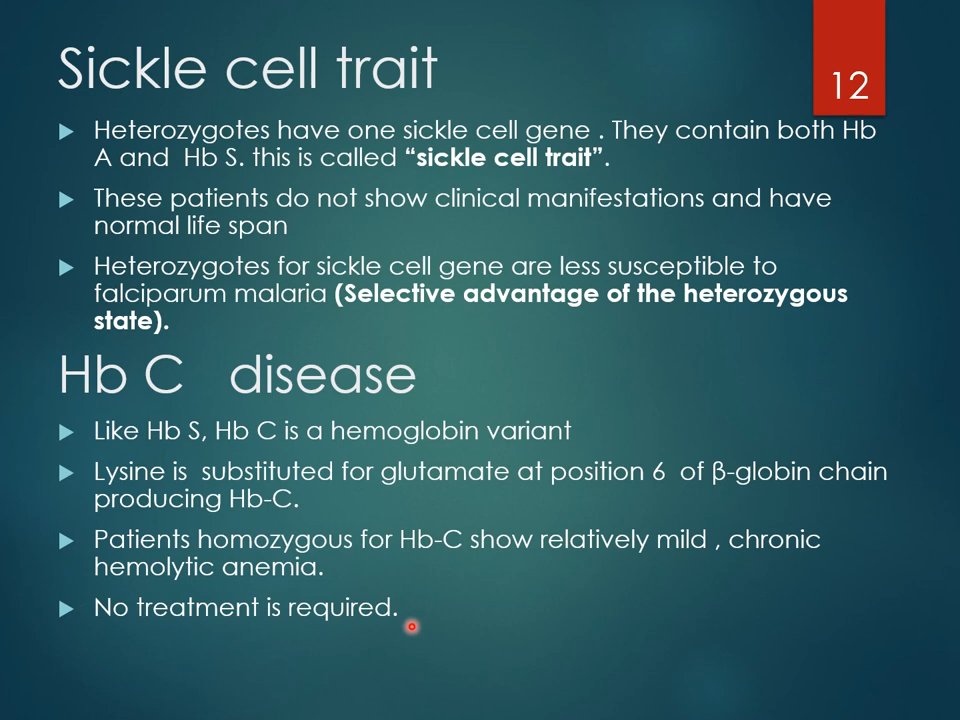 Sickle cell trait
12
Heterozygotes have one sickle cell gene . They contain both Hb
A and  Hb S. this is called “sickle cell trait”.
These patients do not show clinical manifestations and have
normal life span
Heterozygotes for sickle cell gene are less susceptible to
falciparum malaria (Selective advantage of the heterozygous
state).
Hb C   disease
Like Hb S, Hb C is a hemoglobin variant
Lysine is  substituted for glutamate at position 6  of β-globin chain
producing Hb-C.
Patients homozygous for Hb-C show relatively mild , chronic
hemolytic anemia.
No treatment is required.